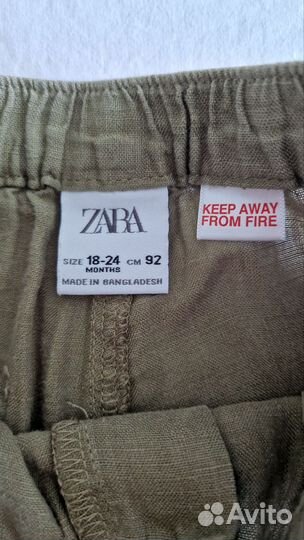 ZARA
SIZE 18-24 CM 92
MONTHS
MADE IN BANGLADESH
KEEP AWAY
FROM FIRE
Avito